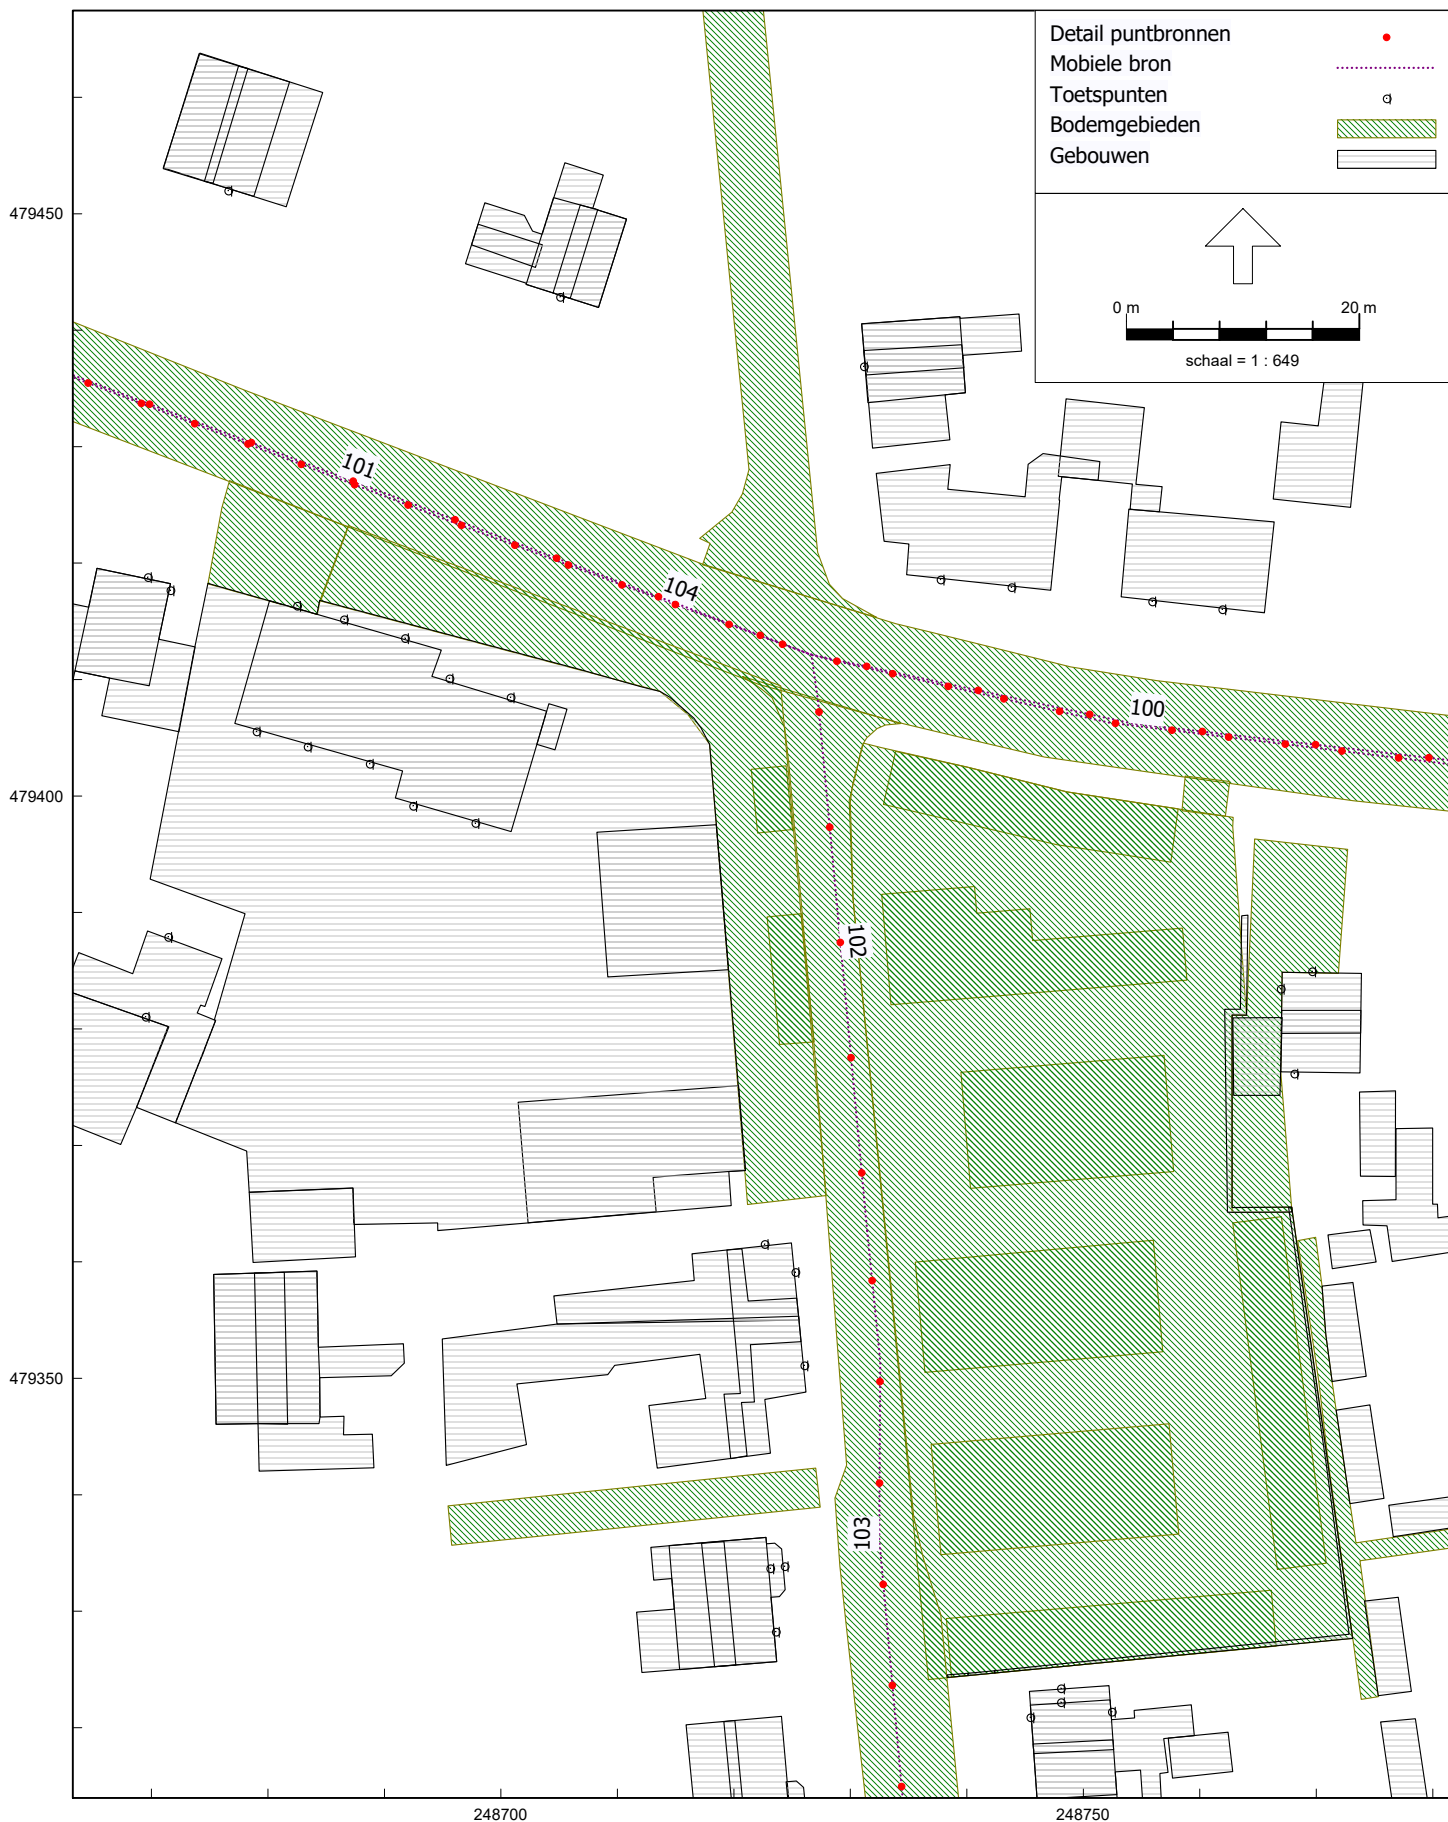 Detail puntbronnen
Mobiele bron
Toetspunten
Bodemgebieden
Gebouwen
0 m 20 m
schaal = 1 : 649
479450
101
104
100
479400
102
479350
103
248700 248750